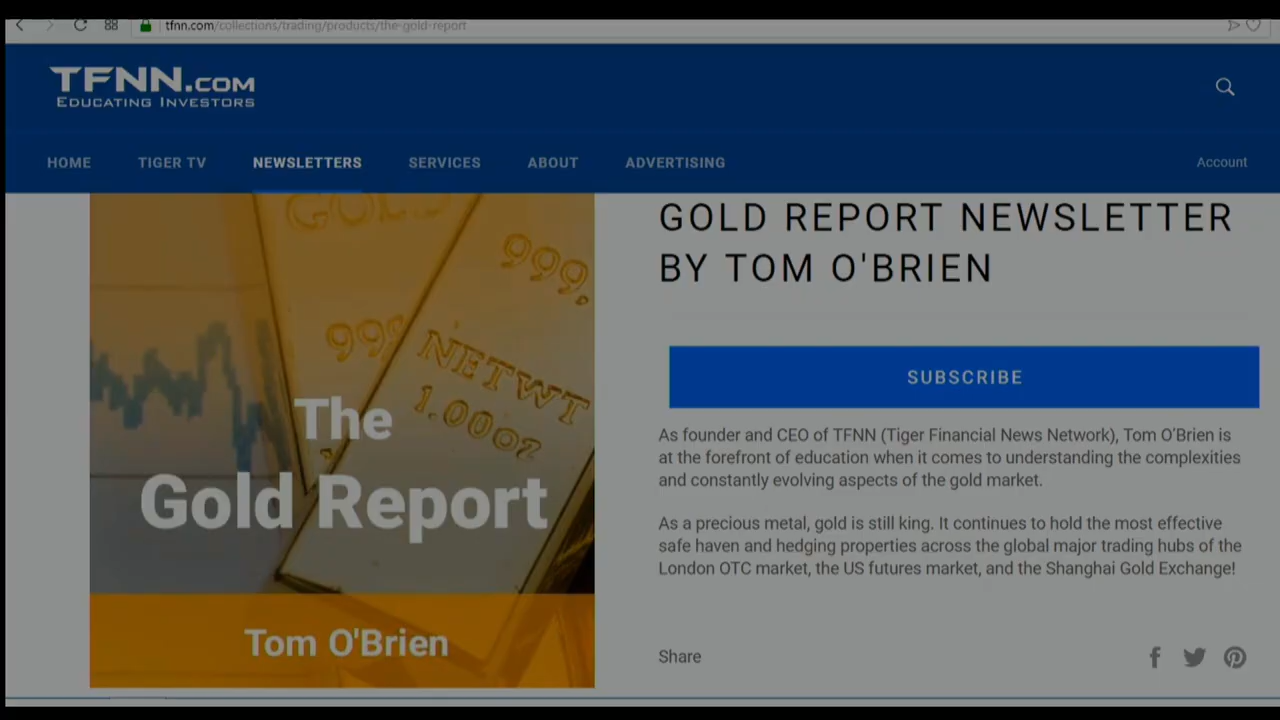 tfnn.com/collections/trading/products/the-gold-report
TFNN.COM
EDUCATING INVESTORS
HOME TIGER TV NEWSLETTERS SERVICES ABOUT ADVERTISING Account
GOLD
999.
999
NETWT
1.00oz
The
Gold Report
Tom O'Brien
GOLD REPORT NEWSLETTER
BY TOM O'BRIEN
SUBSCRIBE
As founder and CEO of TFNN (Tiger Financial News Network), Tom O'Brien is
at the forefront of education when it comes to understanding the complexities
and constantly evolving aspects of the gold market.
As a precious metal, gold is still king. It continues to hold the most effective
safe haven and hedging properties across the global major trading hubs of the
London OTC market, the US futures market, and the Shanghai Gold Exchange!
Share